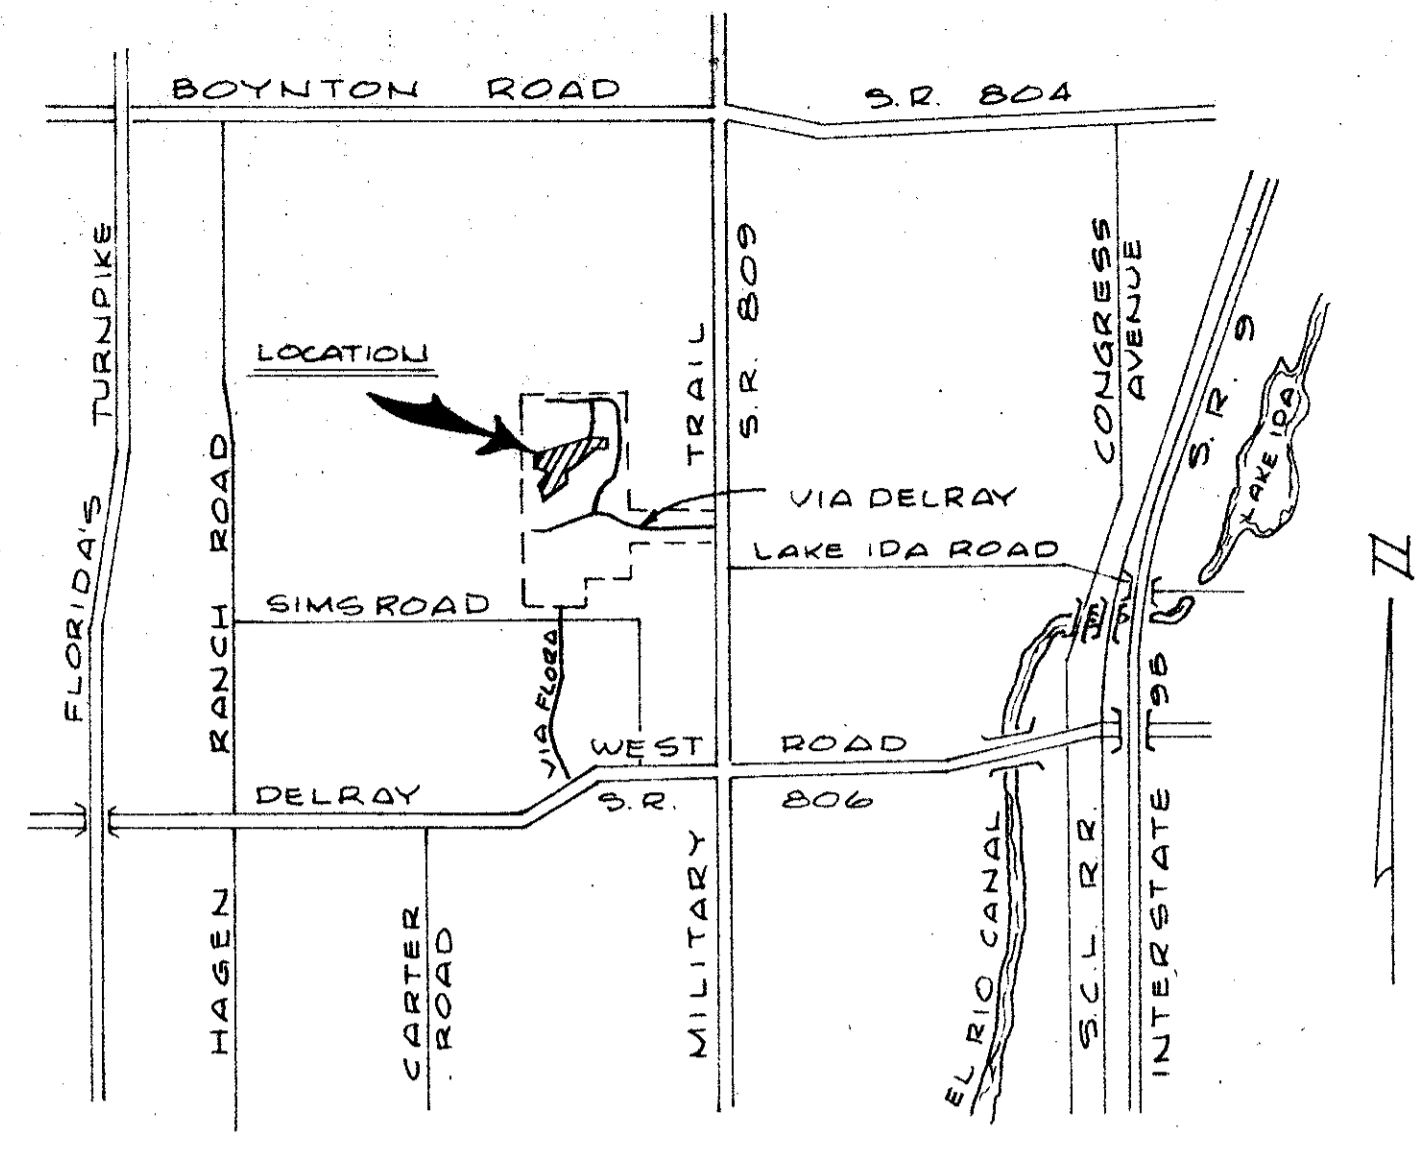 BOYNTON ROAD
S.R. 804
FLORIDA'S TURNPIKE
HAGEN RANCH ROAD
LOCATION
MILITARY TRAIL
S.R. 809
CONGRESS
AVENUE
S. R. 9
LAKE IDA
VIA DELRAY
LAKE IDA ROAD
SIMS ROAD
VIA FLORA
DELRAY WEST ROAD
S.R. 806
CARTER
ROAD
EL RIO CANAL
S.C.L. R.R.
INTERSTATE 95
N